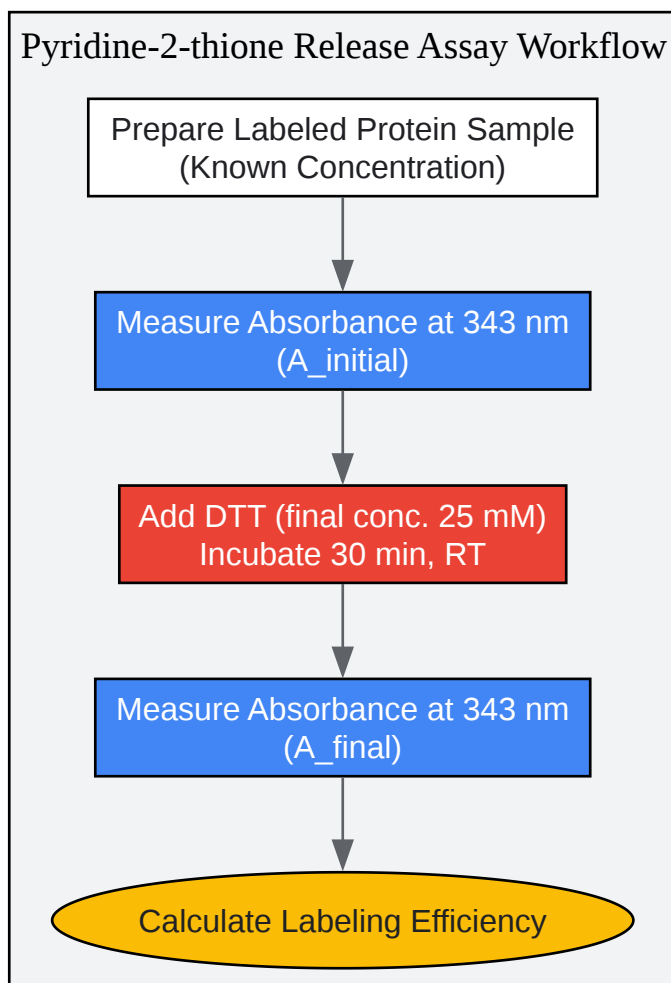 Pyridine-2-thione Release Assay Workflow
Prepare Labeled Protein Sample
(Known Concentration)
Measure Absorbance at 343 nm
(A_initial)
Add DTT (final conc. 25 mM)
Incubate 30 min, RT
Measure Absorbance at 343 nm
(A_final)
Calculate Labeling Efficiency